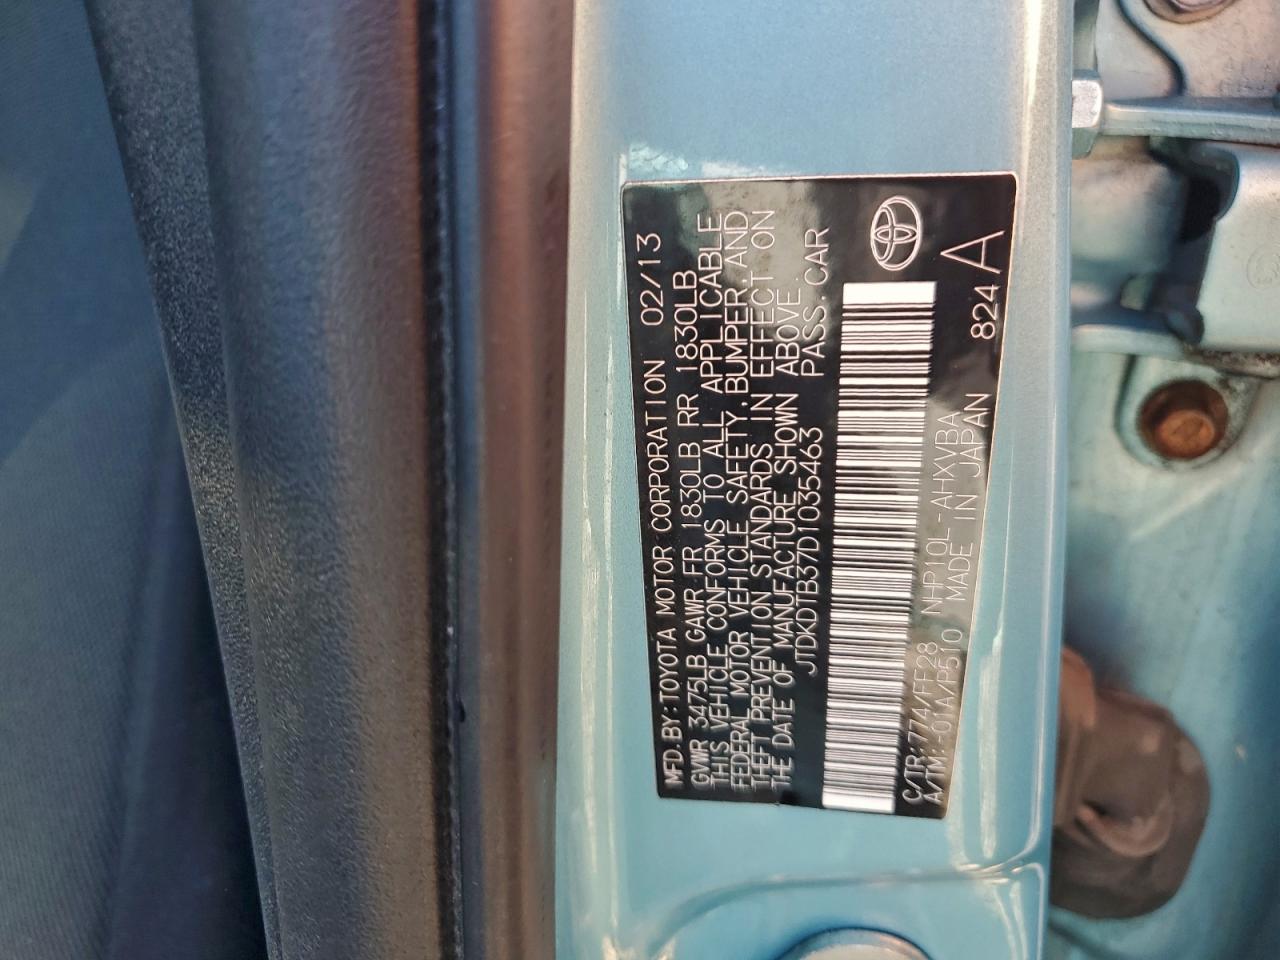 MFD.BY:TOYOTA MOTOR CORPORATION 02/13
GVWR 3475LB GAWR FR 1830LB RR 1830LB
THIS VEHICLE CONFORMS TO ALL APPLICABLE
FEDERAL MOTOR VEHICLE SAFETY,BUMPER,AND
THEFT PREVENTION STANDARDS IN EFFECT ON
THE DATE OF MANUFACTURE SHOWN ABOVE.
JTDKDTB37D1035463 PASS.CAR
C/TR:774/FF28 NHP10L-AHXVBA 824
A/TM:-01A/P510 MADE IN JAPAN A